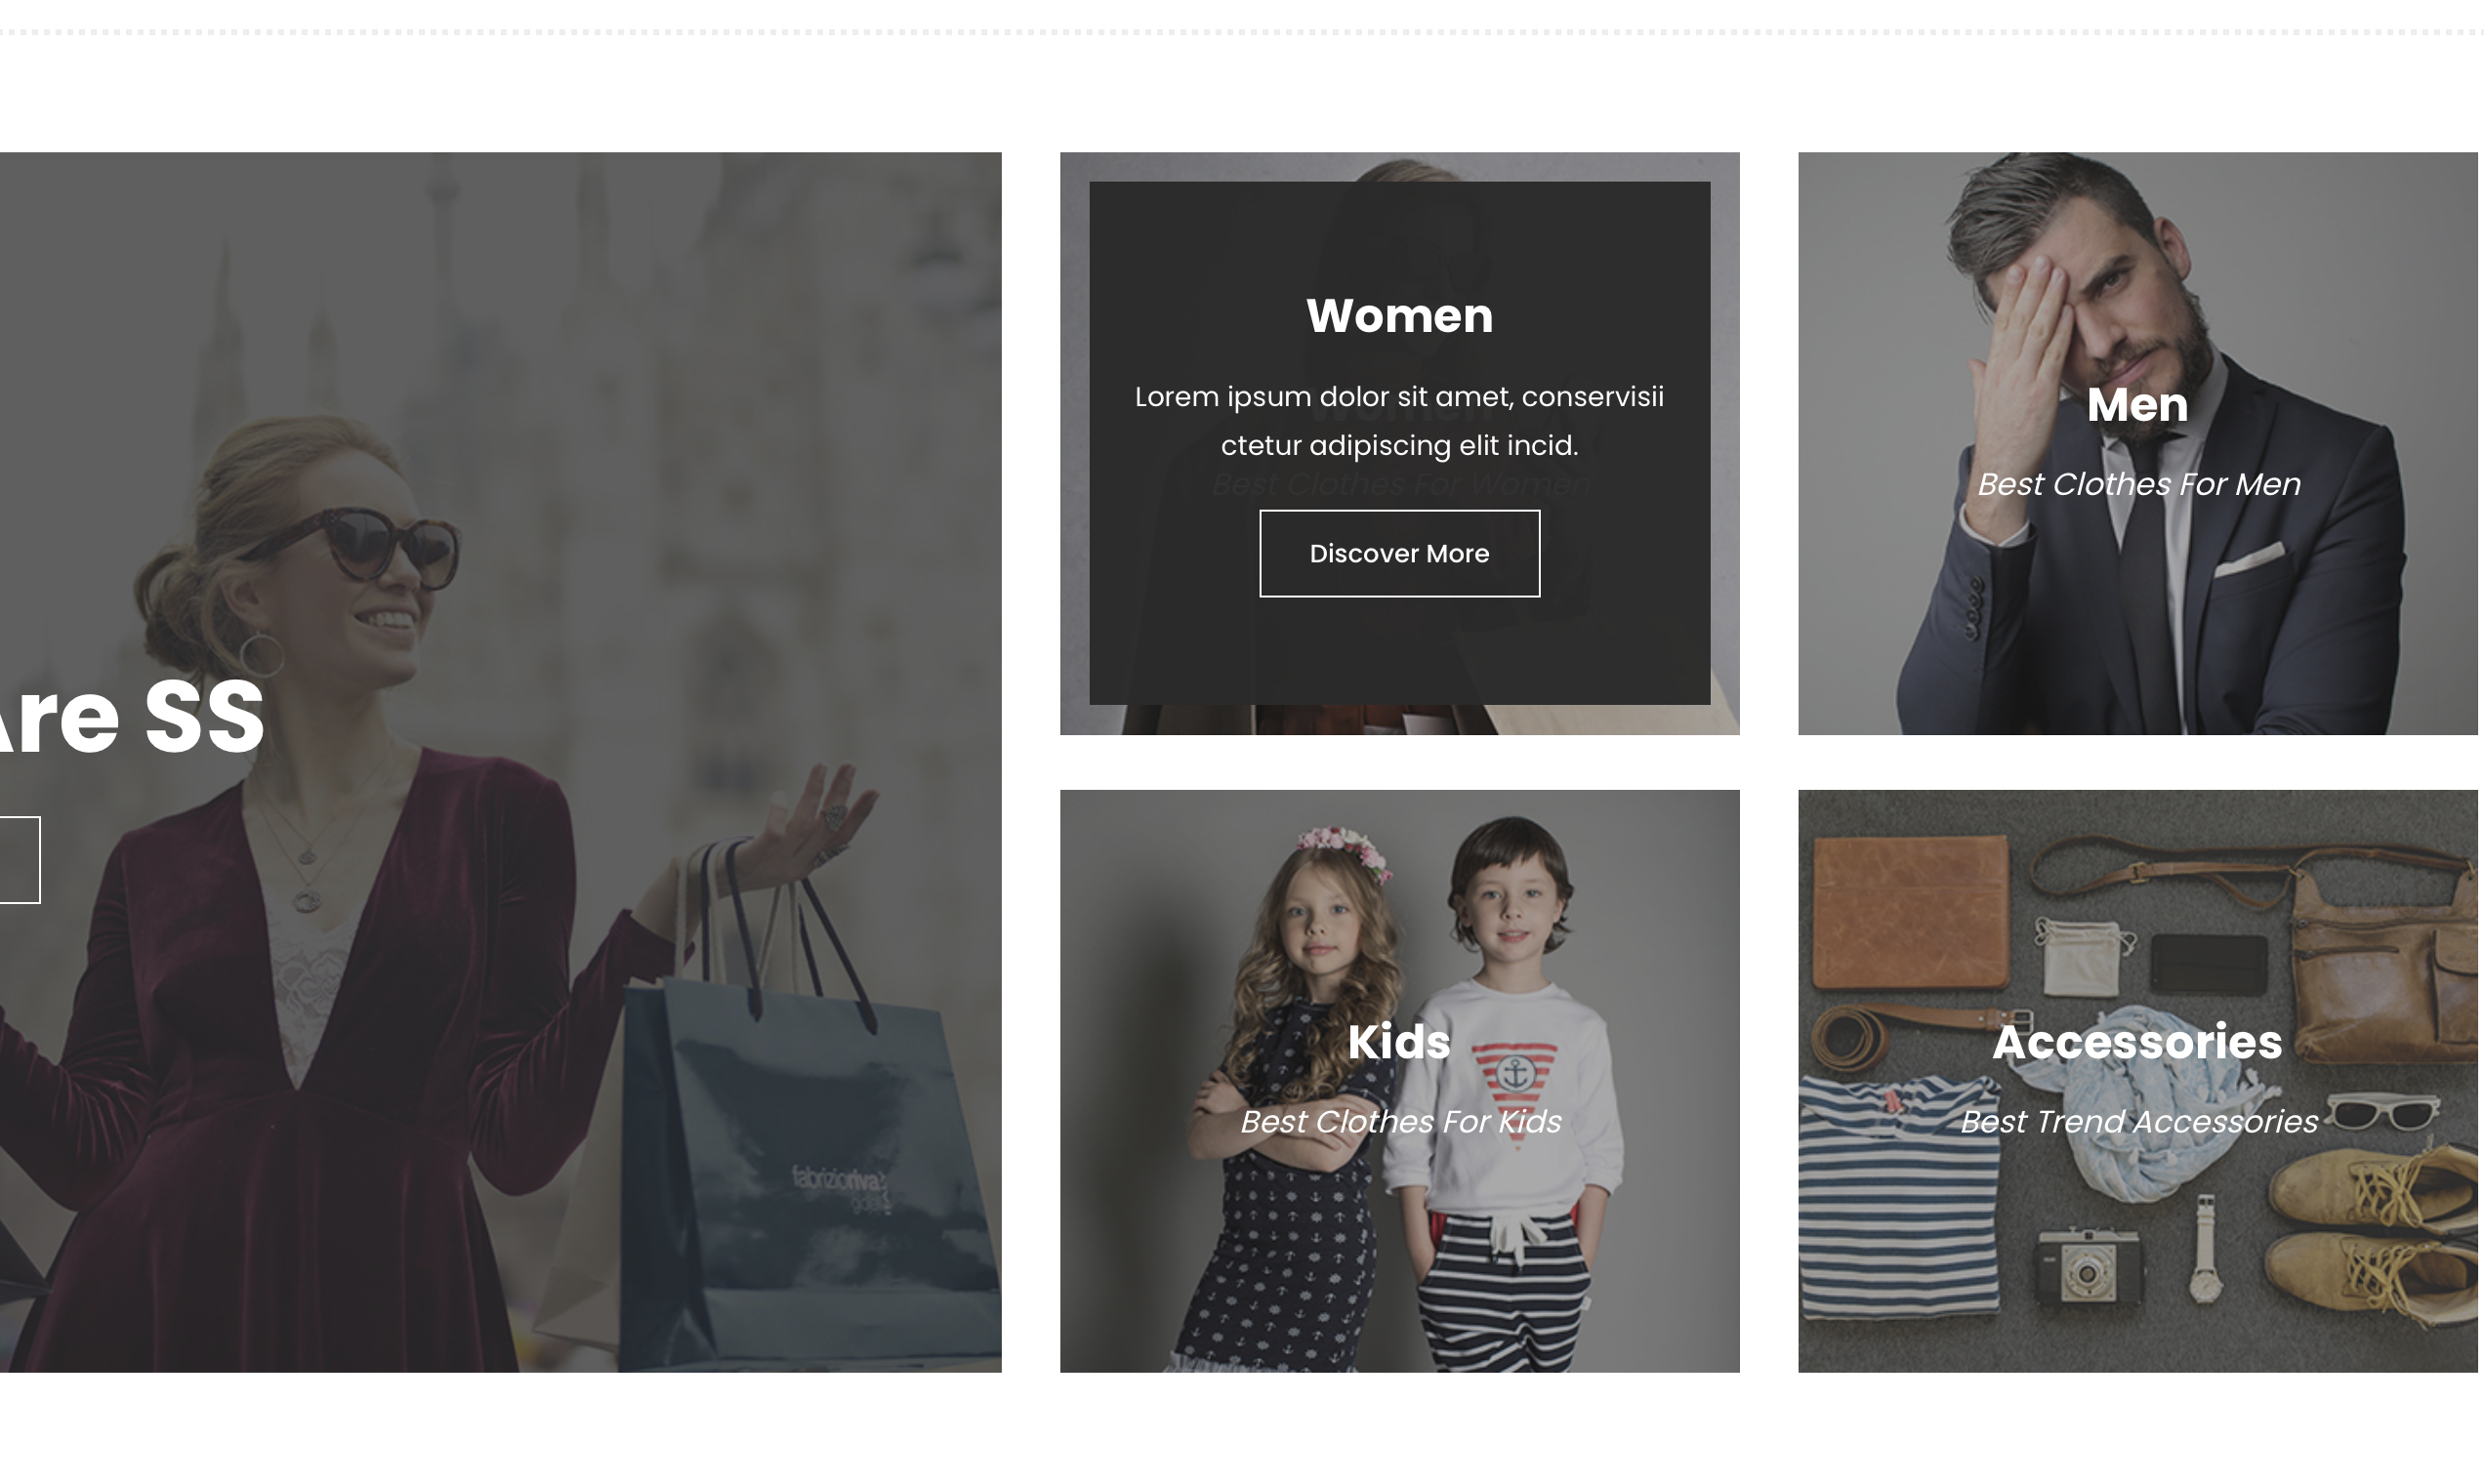 Are SS
Women
Lorem ipsum dolor sit amet, conservisii
ctetur adipiscing elit incid.
Best Clothes For Women
Discover More
Men
Best Clothes For Men
fabrizioriva
Kids
Best Clothes For Kids
Accessories
Best Trend Accessories